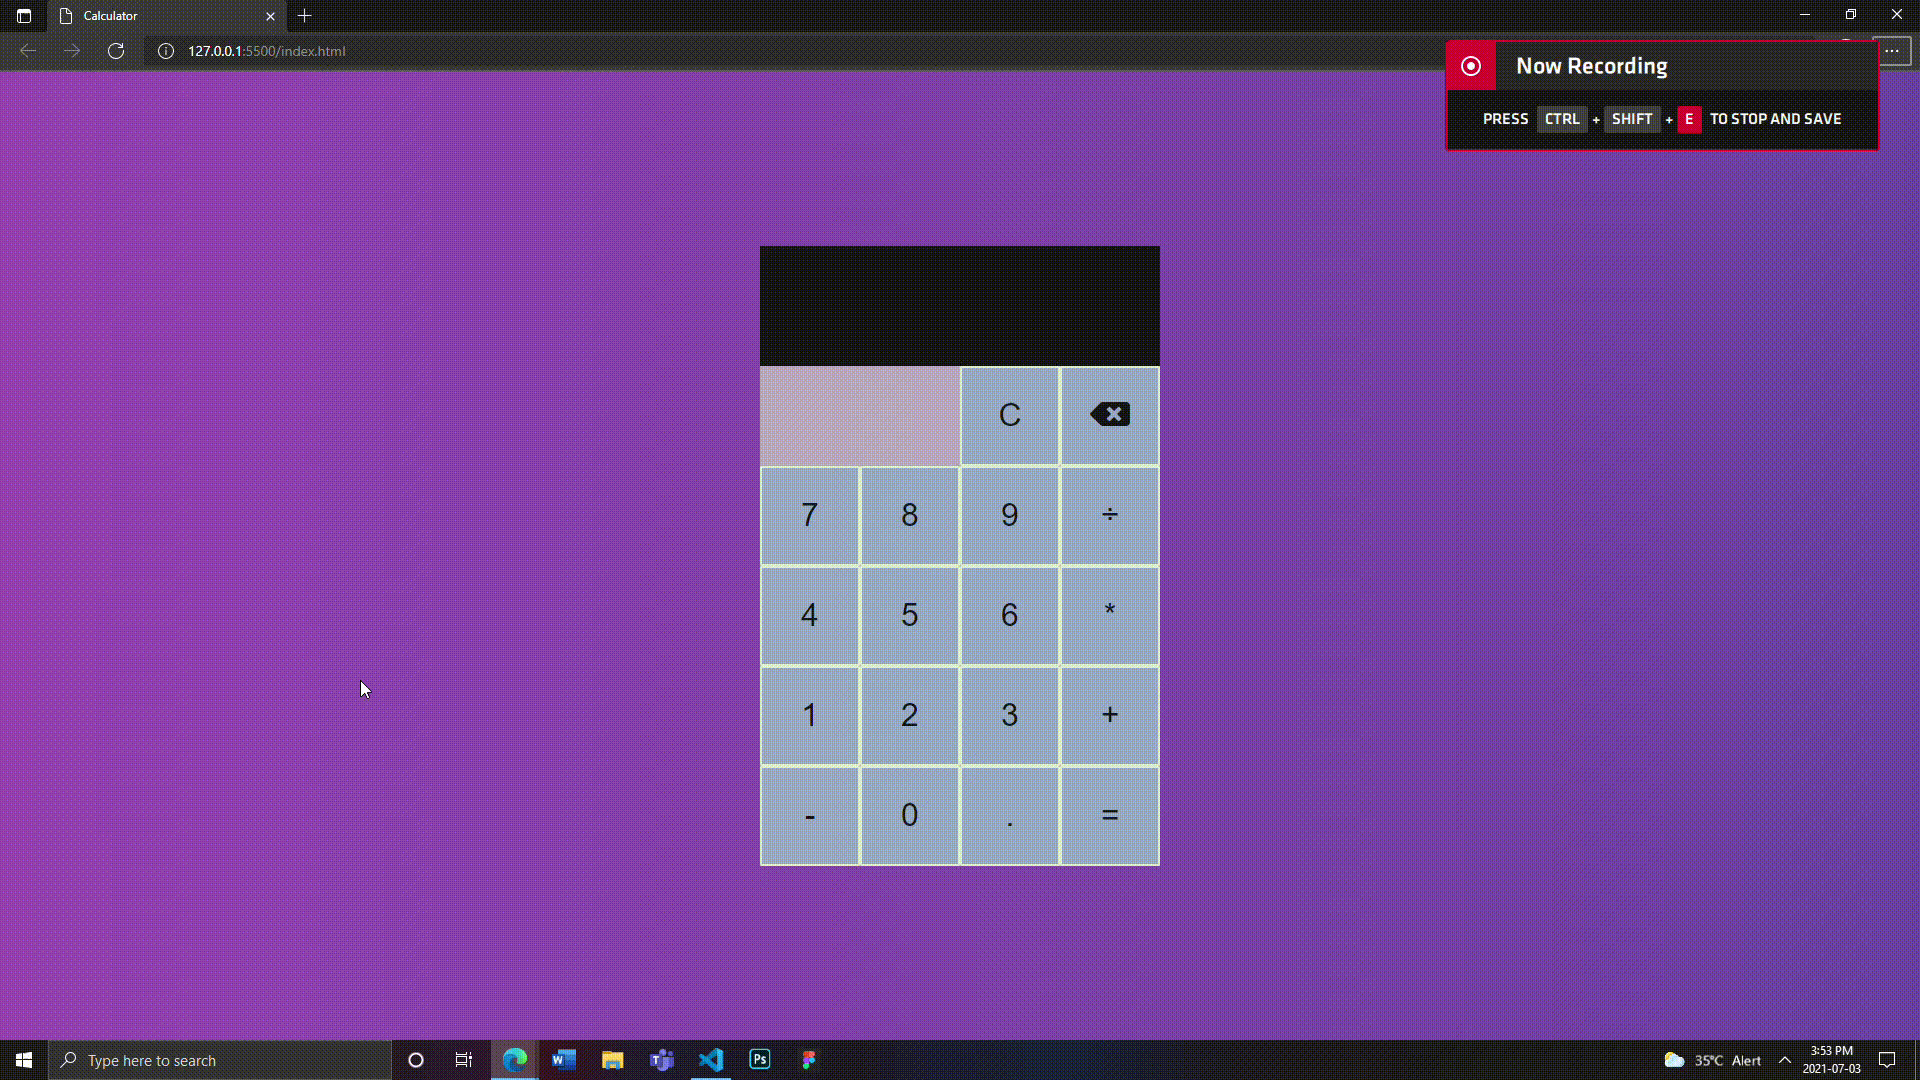 Calculator
127.0.0.1:5500/index.html
Now Recording
PRESS CTRL + SHIFT + E TO STOP AND SAVE
C
7 8 9 ÷
4 5 6 *
1 2 3 +
- 0 . =
Type here to search
W
T
Ps
35°C Alert
3:53 PM
2021-07-03